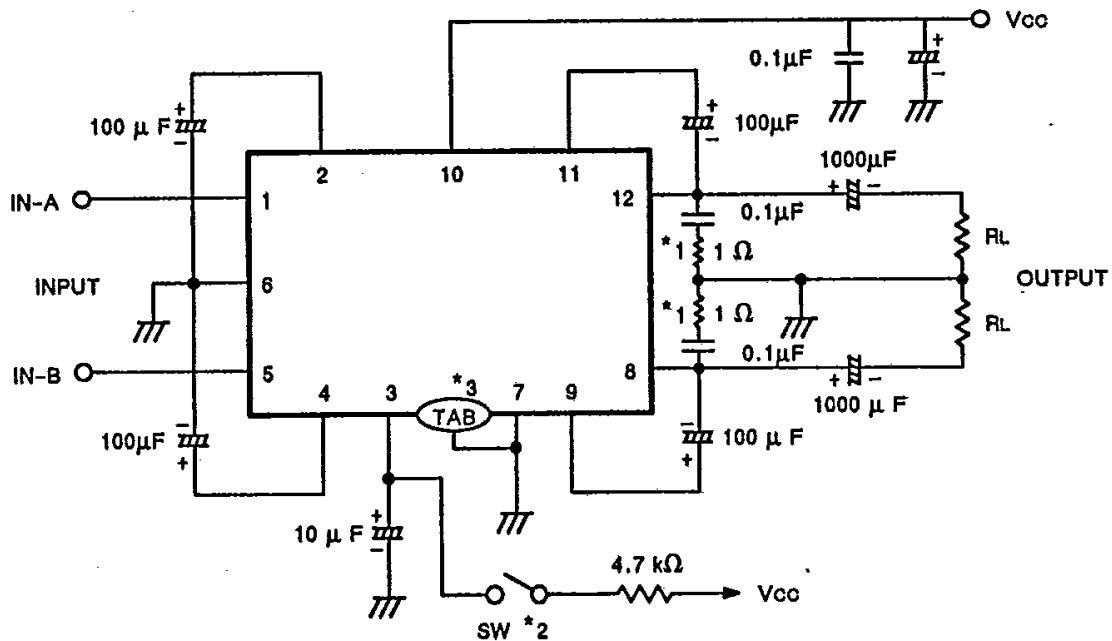 Vcc
0.1μF
+
-
+
100 μ F
-
+
100μF
-
2
10
11
1000μF
+ -
IN-A
1
12
0.1μF
*1
1 Ω
RL
INPUT
6
OUTPUT
*1
1 Ω
RL
IN-B
5
8
0.1μF
+ -
1000 μ F
4
3
*3
TAB
7
9
-
100μF
+
-
100 μ F
+
10 μ F
+
-
4.7 kΩ
Vcc
SW *2